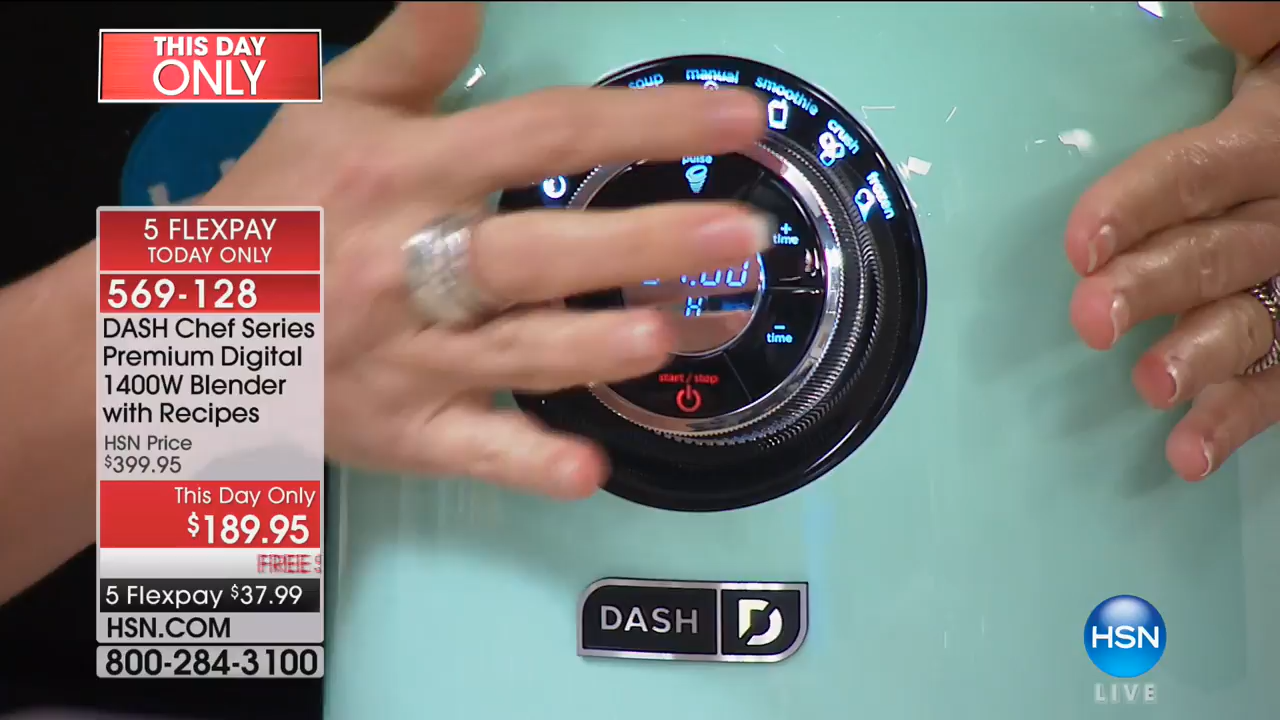 THIS DAY
ONLY
5 FLEXPAY
TODAY ONLY
569-128
DASH Chef Series
Premium Digital
1400W Blender
with Recipes
HSN Price
$399.95
This Day Only
$189.95
5 Flexpay $37.99
HSN.COM
800-284-3100
soup
manual
smoothie
crush
frozen
pulse
+
time
H
−
time
start/stop
DASH
HSN
LIVE